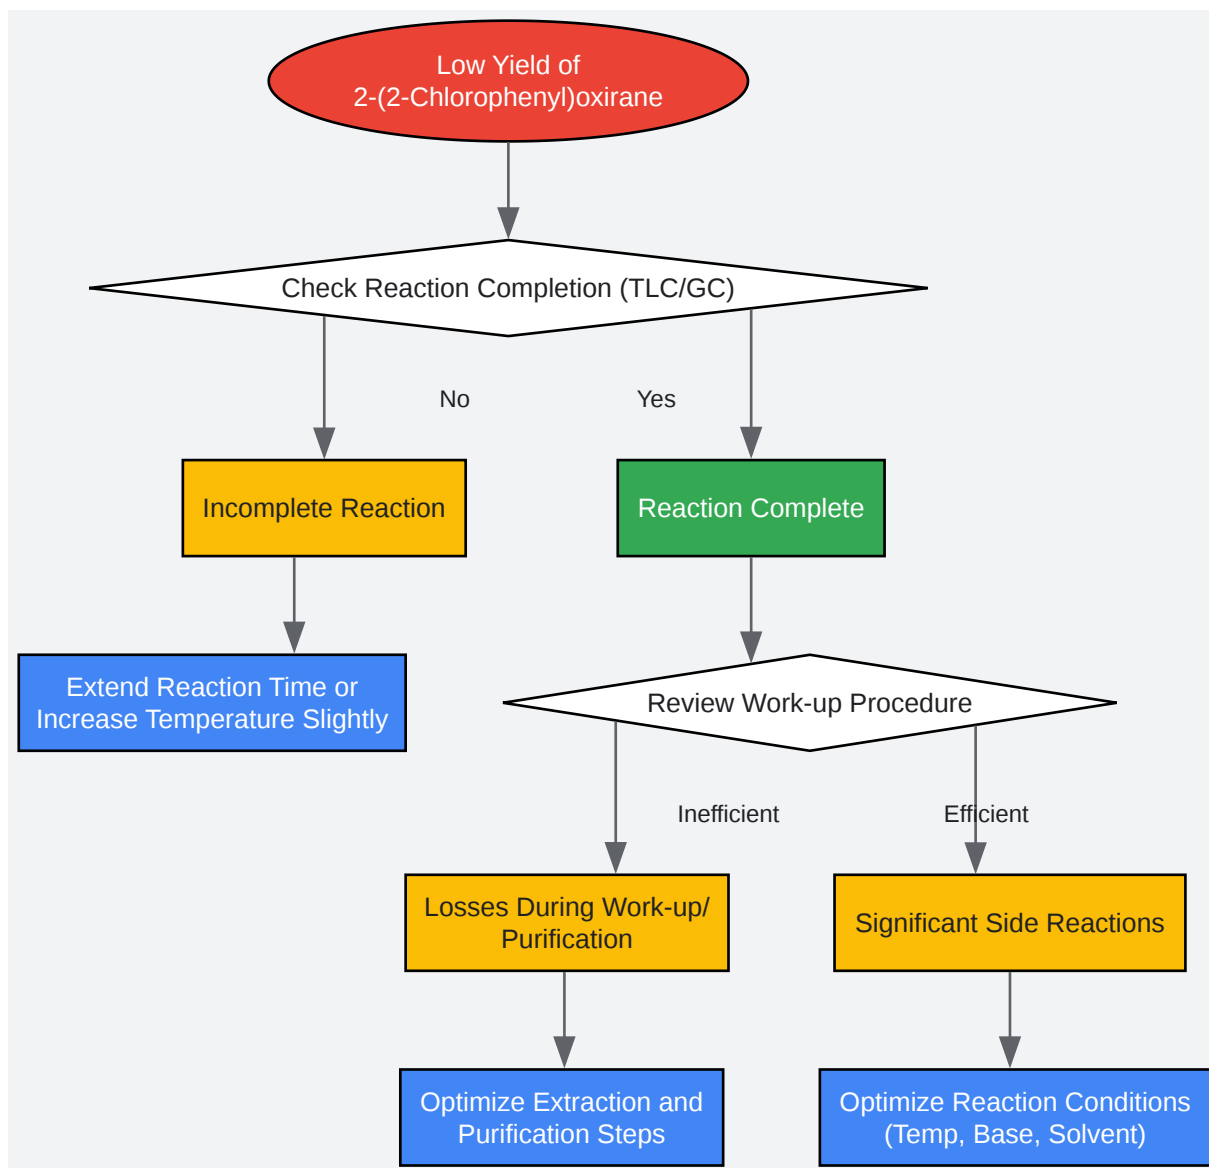 Low Yield of
2-(2-Chlorophenyl)oxirane
Check Reaction Completion (TLC/GC)
No
Yes
Incomplete Reaction
Reaction Complete
Extend Reaction Time or
Increase Temperature Slightly
Review Work-up Procedure
Inefficient
Efficient
Losses During Work-up/
Purification
Significant Side Reactions
Optimize Extraction and
Purification Steps
Optimize Reaction Conditions
(Temp, Base, Solvent)